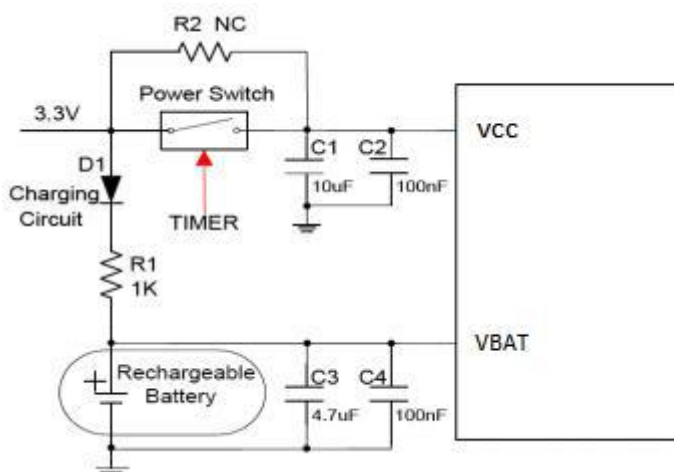 R2 NC
Power Switch
3.3V
VCC
D1
C1
C2
10uF
100nF
Charging
Circuit
TIMER
R1
1K
VBAT
+
Rechargeable
Battery
C3
C4
4.7uF
100nF